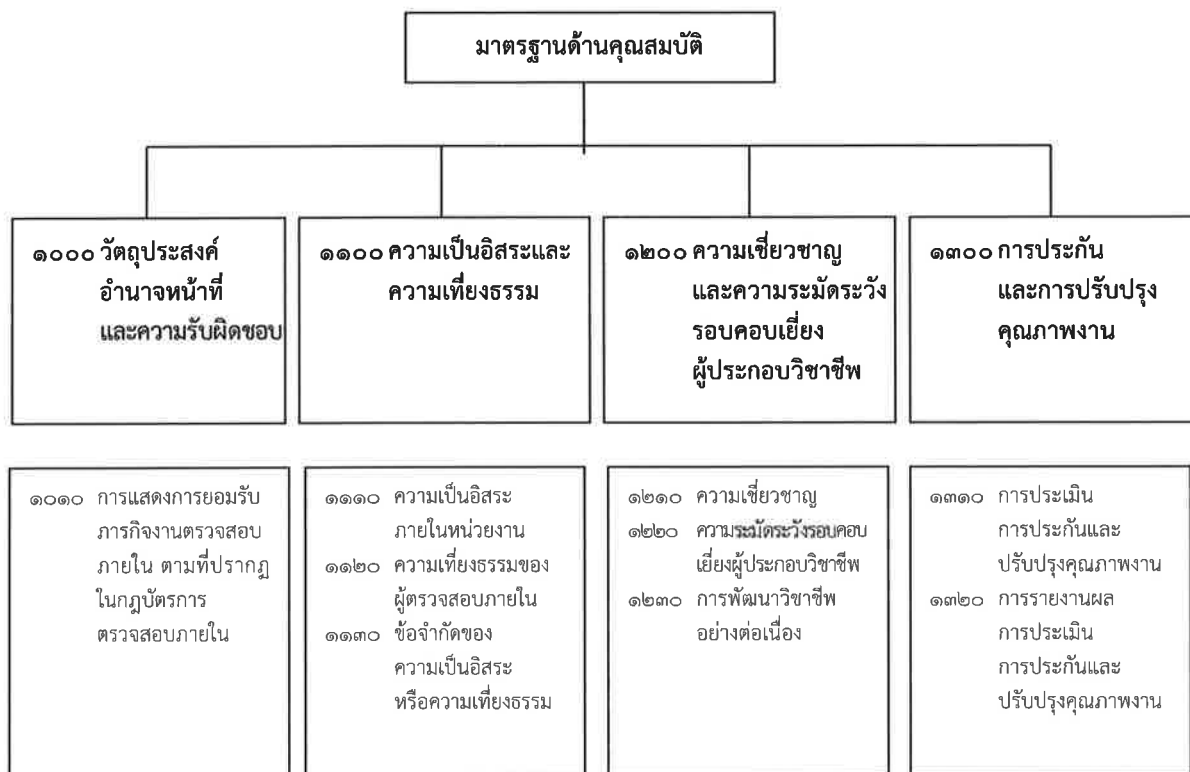 มาตรฐานด้านคุณสมบัติ
๑๐๐๐ วัตถุประสงค์
อำนาจหน้าที่
และความรับผิดชอบ
๑๑๐๐ ความเป็นอิสระและ
ความเที่ยงธรรม
๑๒๐๐ ความเชี่ยวชาญ
และความระมัดระวัง
รอบคอบเยี่ยง
ผู้ประกอบวิชาชีพ
๑๓๐๐ การประกัน
และการปรับปรุง
คุณภาพงาน
๑๐๑๐ การแสดงการยอมรับ
ภารกิจงานตรวจสอบ
ภายใน ตามที่ปรากฏ
ในกฎบัตรการ
ตรวจสอบภายใน
๑๑๑๐ ความเป็นอิสระ
ภายในหน่วยงาน
๑๑๒๐ ความเที่ยงธรรมของ
ผู้ตรวจสอบภายใน
๑๑๓๐ ข้อจำกัดของ
ความเป็นอิสระ
หรือความเที่ยงธรรม
๑๒๑๐ ความเชี่ยวชาญ
๑๒๒๐ ความระมัดระวังรอบคอบ
เยี่ยงผู้ประกอบวิชาชีพ
๑๒๓๐ การพัฒนาวิชาชีพ
อย่างต่อเนื่อง
๑๓๑๐ การประเมิน
การประกันและ
ปรับปรุงคุณภาพงาน
๑๓๒๐ การรายงานผล
การประเมิน
การประกันและ
ปรับปรุงคุณภาพงาน